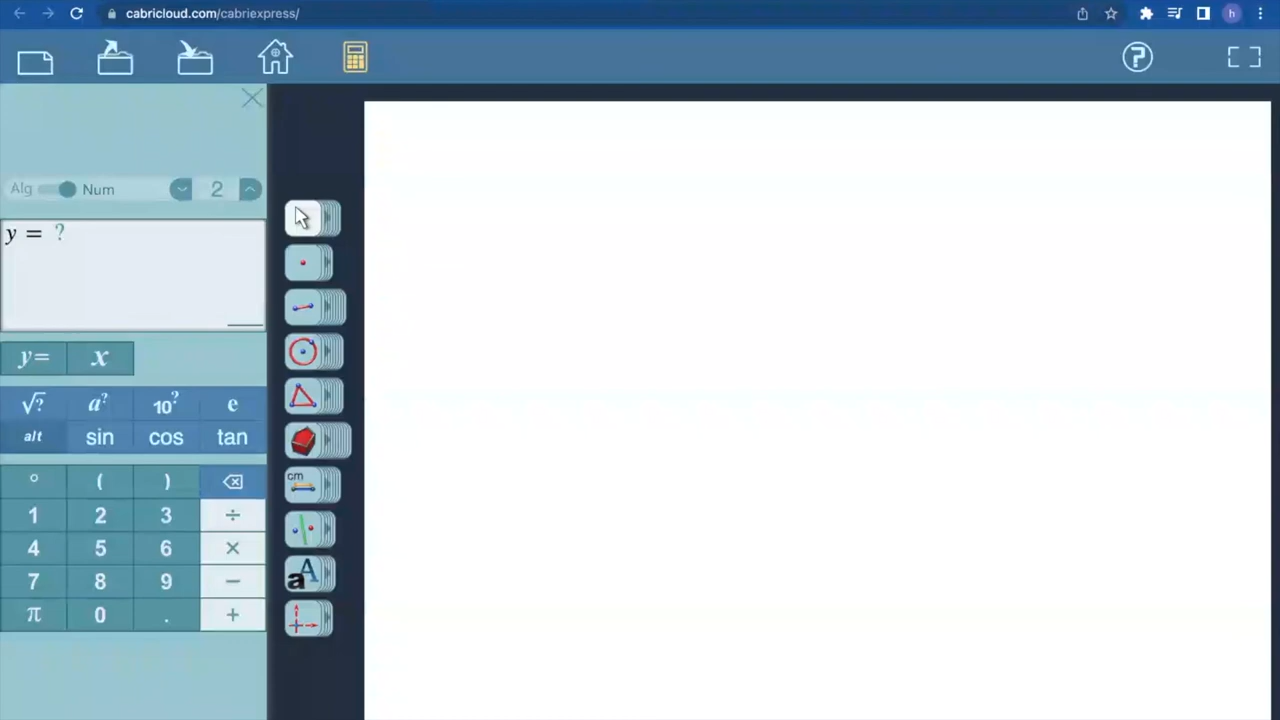 cabricloud.com/cabriexpress/
h
?
Alg Num 2
y = ?
y= x
√? a? 10? e
alt sin cos tan
° ( )
1 2 3 ÷
4 5 6 ×
7 8 9 −
π 0 . +
cm
aA